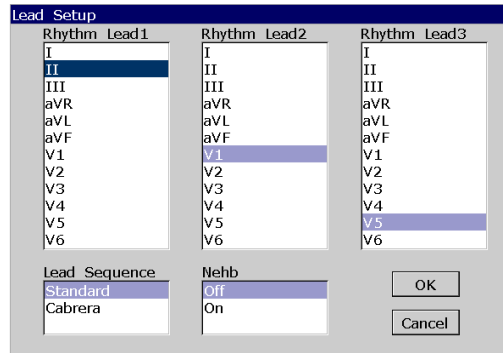 Lead Setup
Rhythm Lead1
I
II
III
aVR
aVL
aVF
V1
V2
V3
V4
V5
V6
Rhythm Lead2
I
II
III
aVR
aVL
aVF
V1
V2
V3
V4
V5
V6
Rhythm Lead3
I
II
III
aVR
aVL
aVF
V1
V2
V3
V4
V5
V6
Lead Sequence
Standard
Cabrera
Nehb
Off
On
OK
Cancel